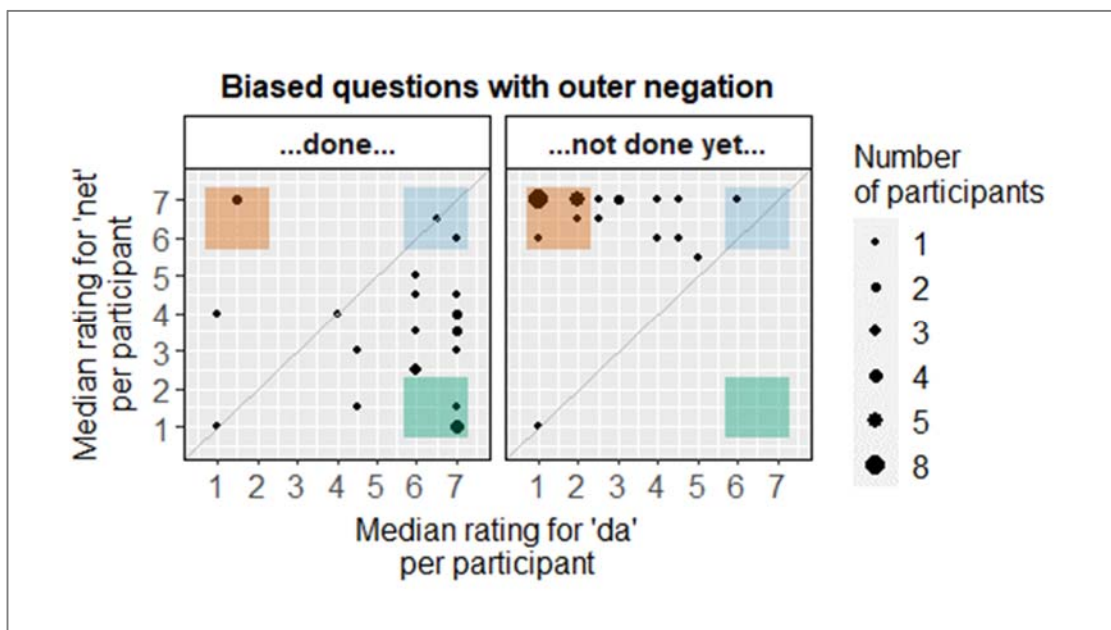 Biased questions with outer negation
...done...
...not done yet...
Median rating for 'net'
per participant
7
6
5
4
3
2
1
1 2 3 4 5 6 7
1 2 3 4 5 6 7
Median rating for 'da'
per participant
Number
of participants
1
2
3
4
5
8